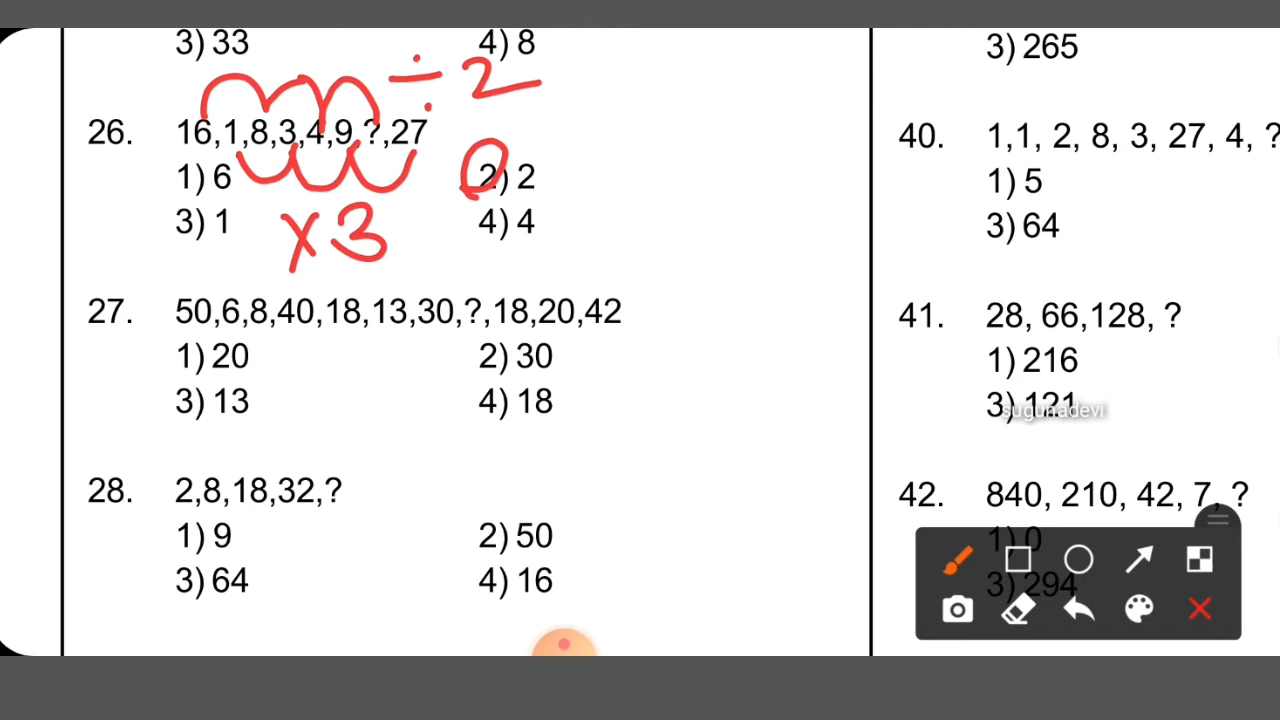 3) 33 4) 8
÷ 2
26. 16,1,8,3,4,9,?,27
1) 6 2) 2
3) 1 4) 4
×3
27. 50,6,8,40,18,13,30,?,18,20,42
1) 20 2) 30
3) 13 4) 18
28. 2,8,18,32,?
1) 9 2) 50
3) 64 4) 16
3) 265
40. 1,1, 2, 8, 3, 27, 4, ?
1) 5
3) 64
41. 28, 66,128, ?
1) 216
3) 121
sugunadevi
42. 840, 210, 42, 7, ?
1) 0
3) 294